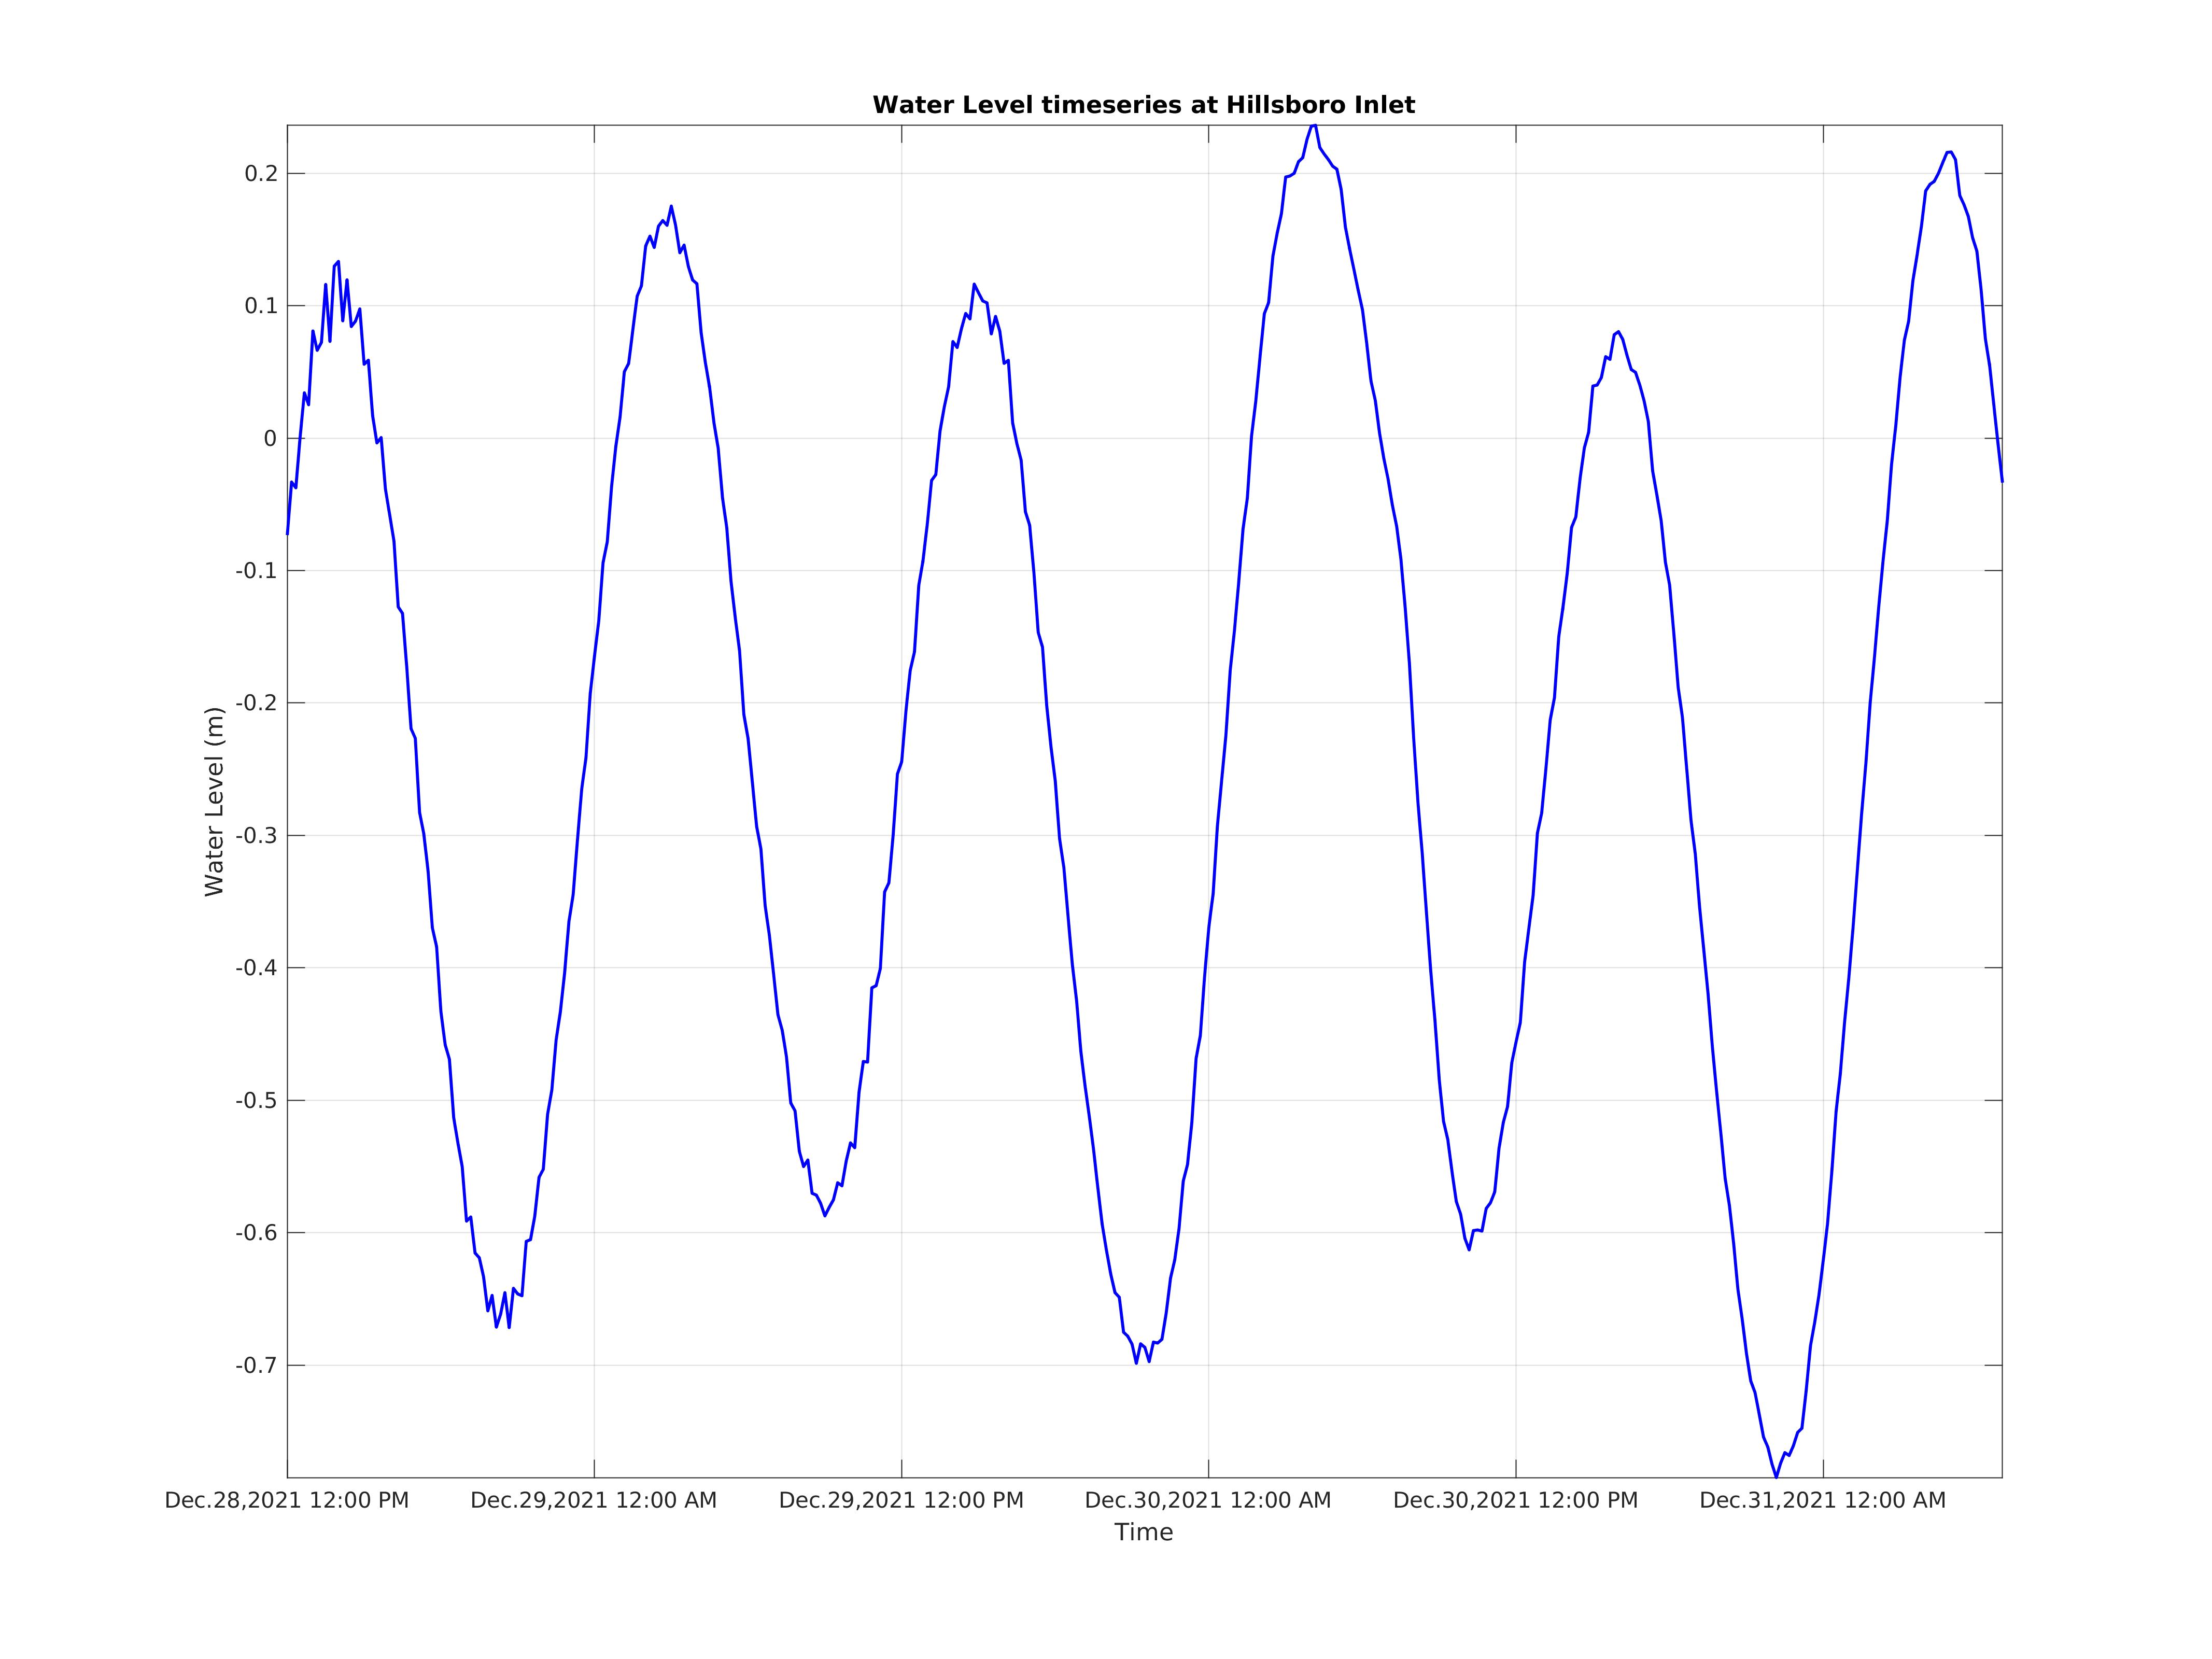 Water Level timeseries at Hillsboro Inlet
0.2
0.1
0
-0.1
-0.2
-0.3
-0.4
-0.5
-0.6
-0.7
Water Level (m)
Dec.28,2021 12:00 PM
Dec.29,2021 12:00 AM
Dec.29,2021 12:00 PM
Dec.30,2021 12:00 AM
Dec.30,2021 12:00 PM
Dec.31,2021 12:00 AM
Time